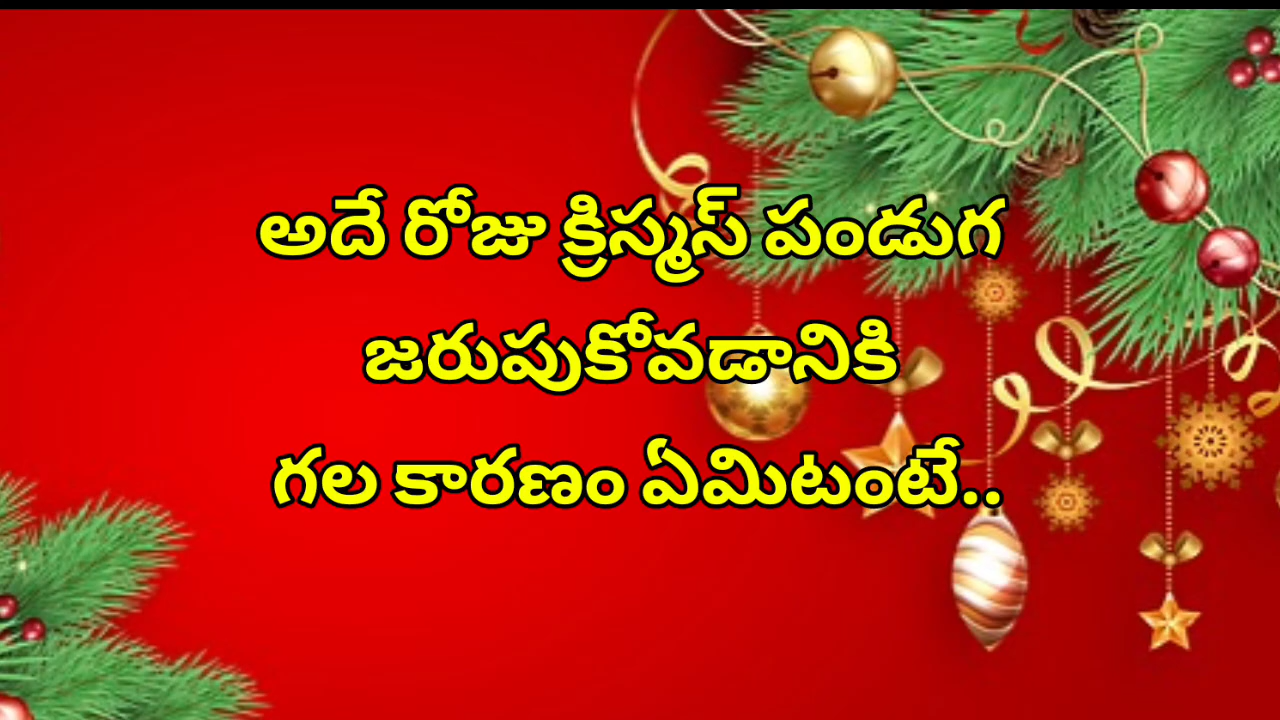 అదే రోజు క్రిస్మస్ పండుగ
జరుపుకోవడానికి
గల కారణం ఏమిటంటే..